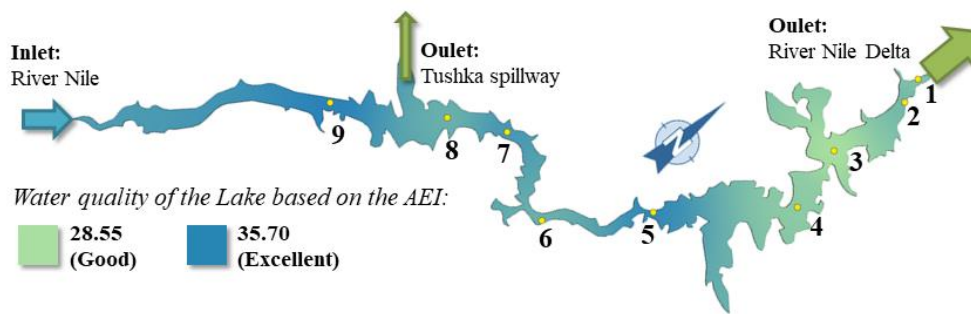 Inlet:
River Nile
Oulet:
Tushka spillway
Oulet:
River Nile Delta
1
2
3
4
5
6
7
8
9
N
Water quality of the Lake based on the AEI:
28.55
(Good)
35.70
(Excellent)